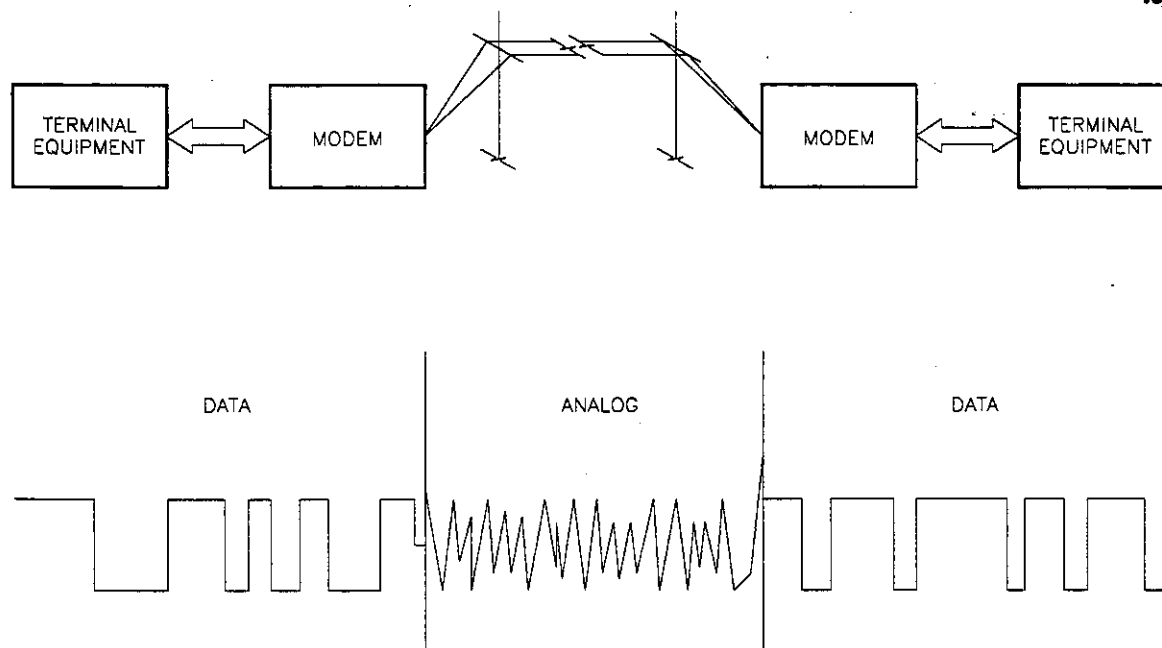 TERMINAL
EQUIPMENT
MODEM
MODEM
TERMINAL
EQUIPMENT
DATA
ANALOG
DATA